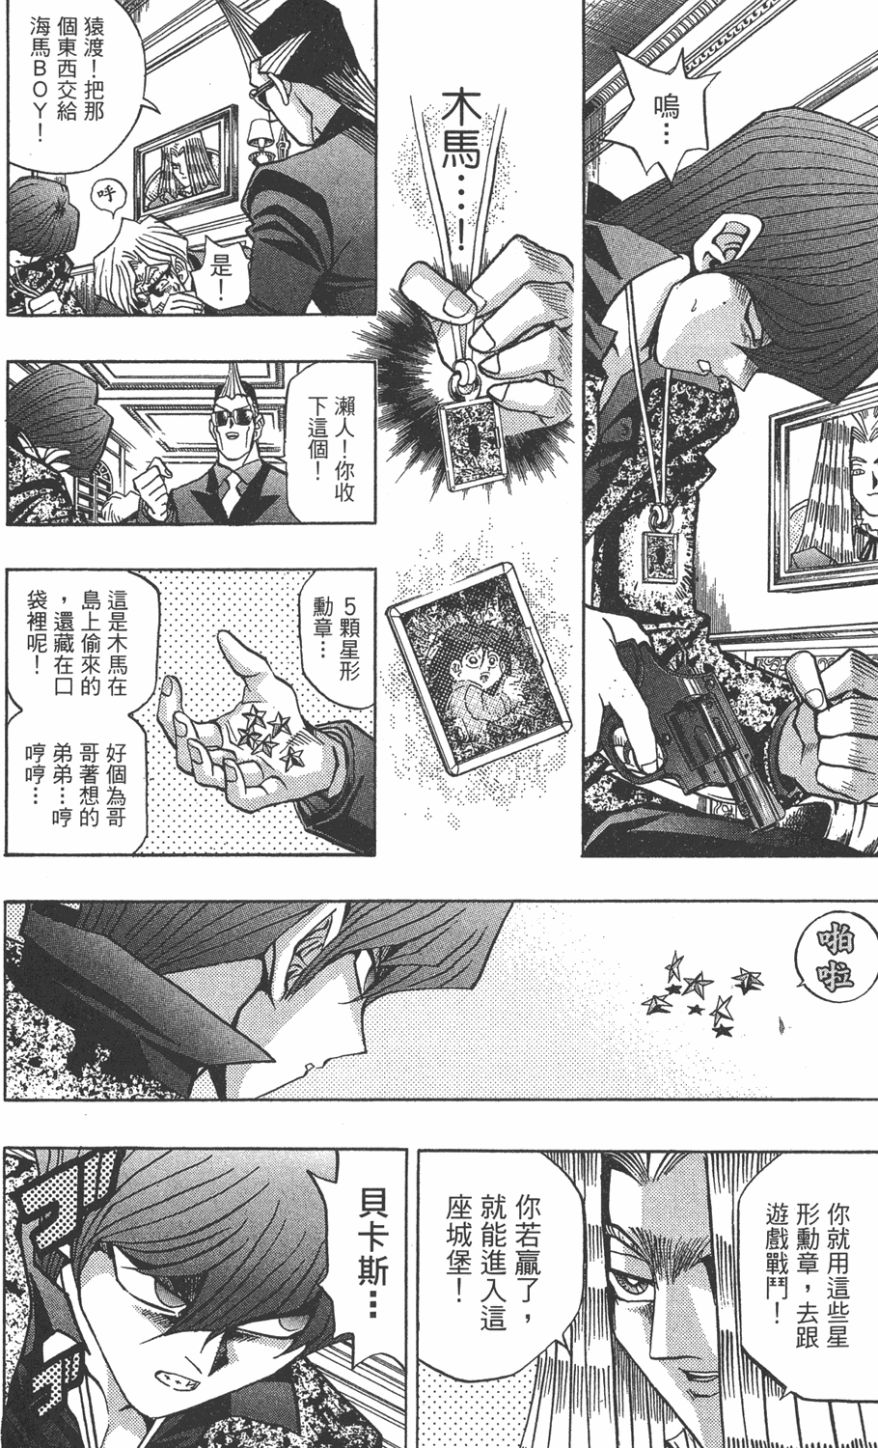 嗚…
木馬…！
猿渡！把那
個東西交給
海馬BOY！
呼
是！
瀨人！你收
下這個！
5顆星形
勳章…
這是木馬在
島上偷來的
，還藏在口
袋裡呢！
好個為哥
哥著想的
弟弟…哼
哼哼…
啪
啦
你就用這些星
形勳章，去跟
遊戲戰鬥！
你若贏了，
就能進入這
座城堡！
貝卡斯…
ゴ
ゴ